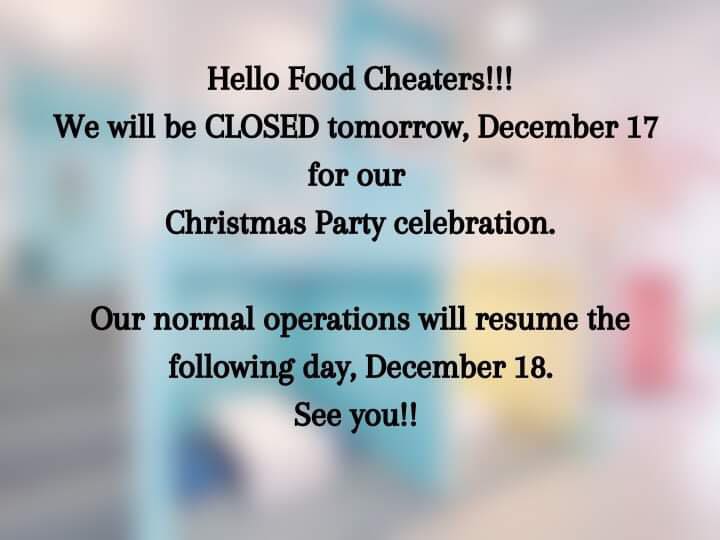 Hello Food Cheaters!!!
We will be CLOSED tomorrow, December 17
for our
Christmas Party celebration.
Our normal operations will resume the
following day, December 18.
See you!!